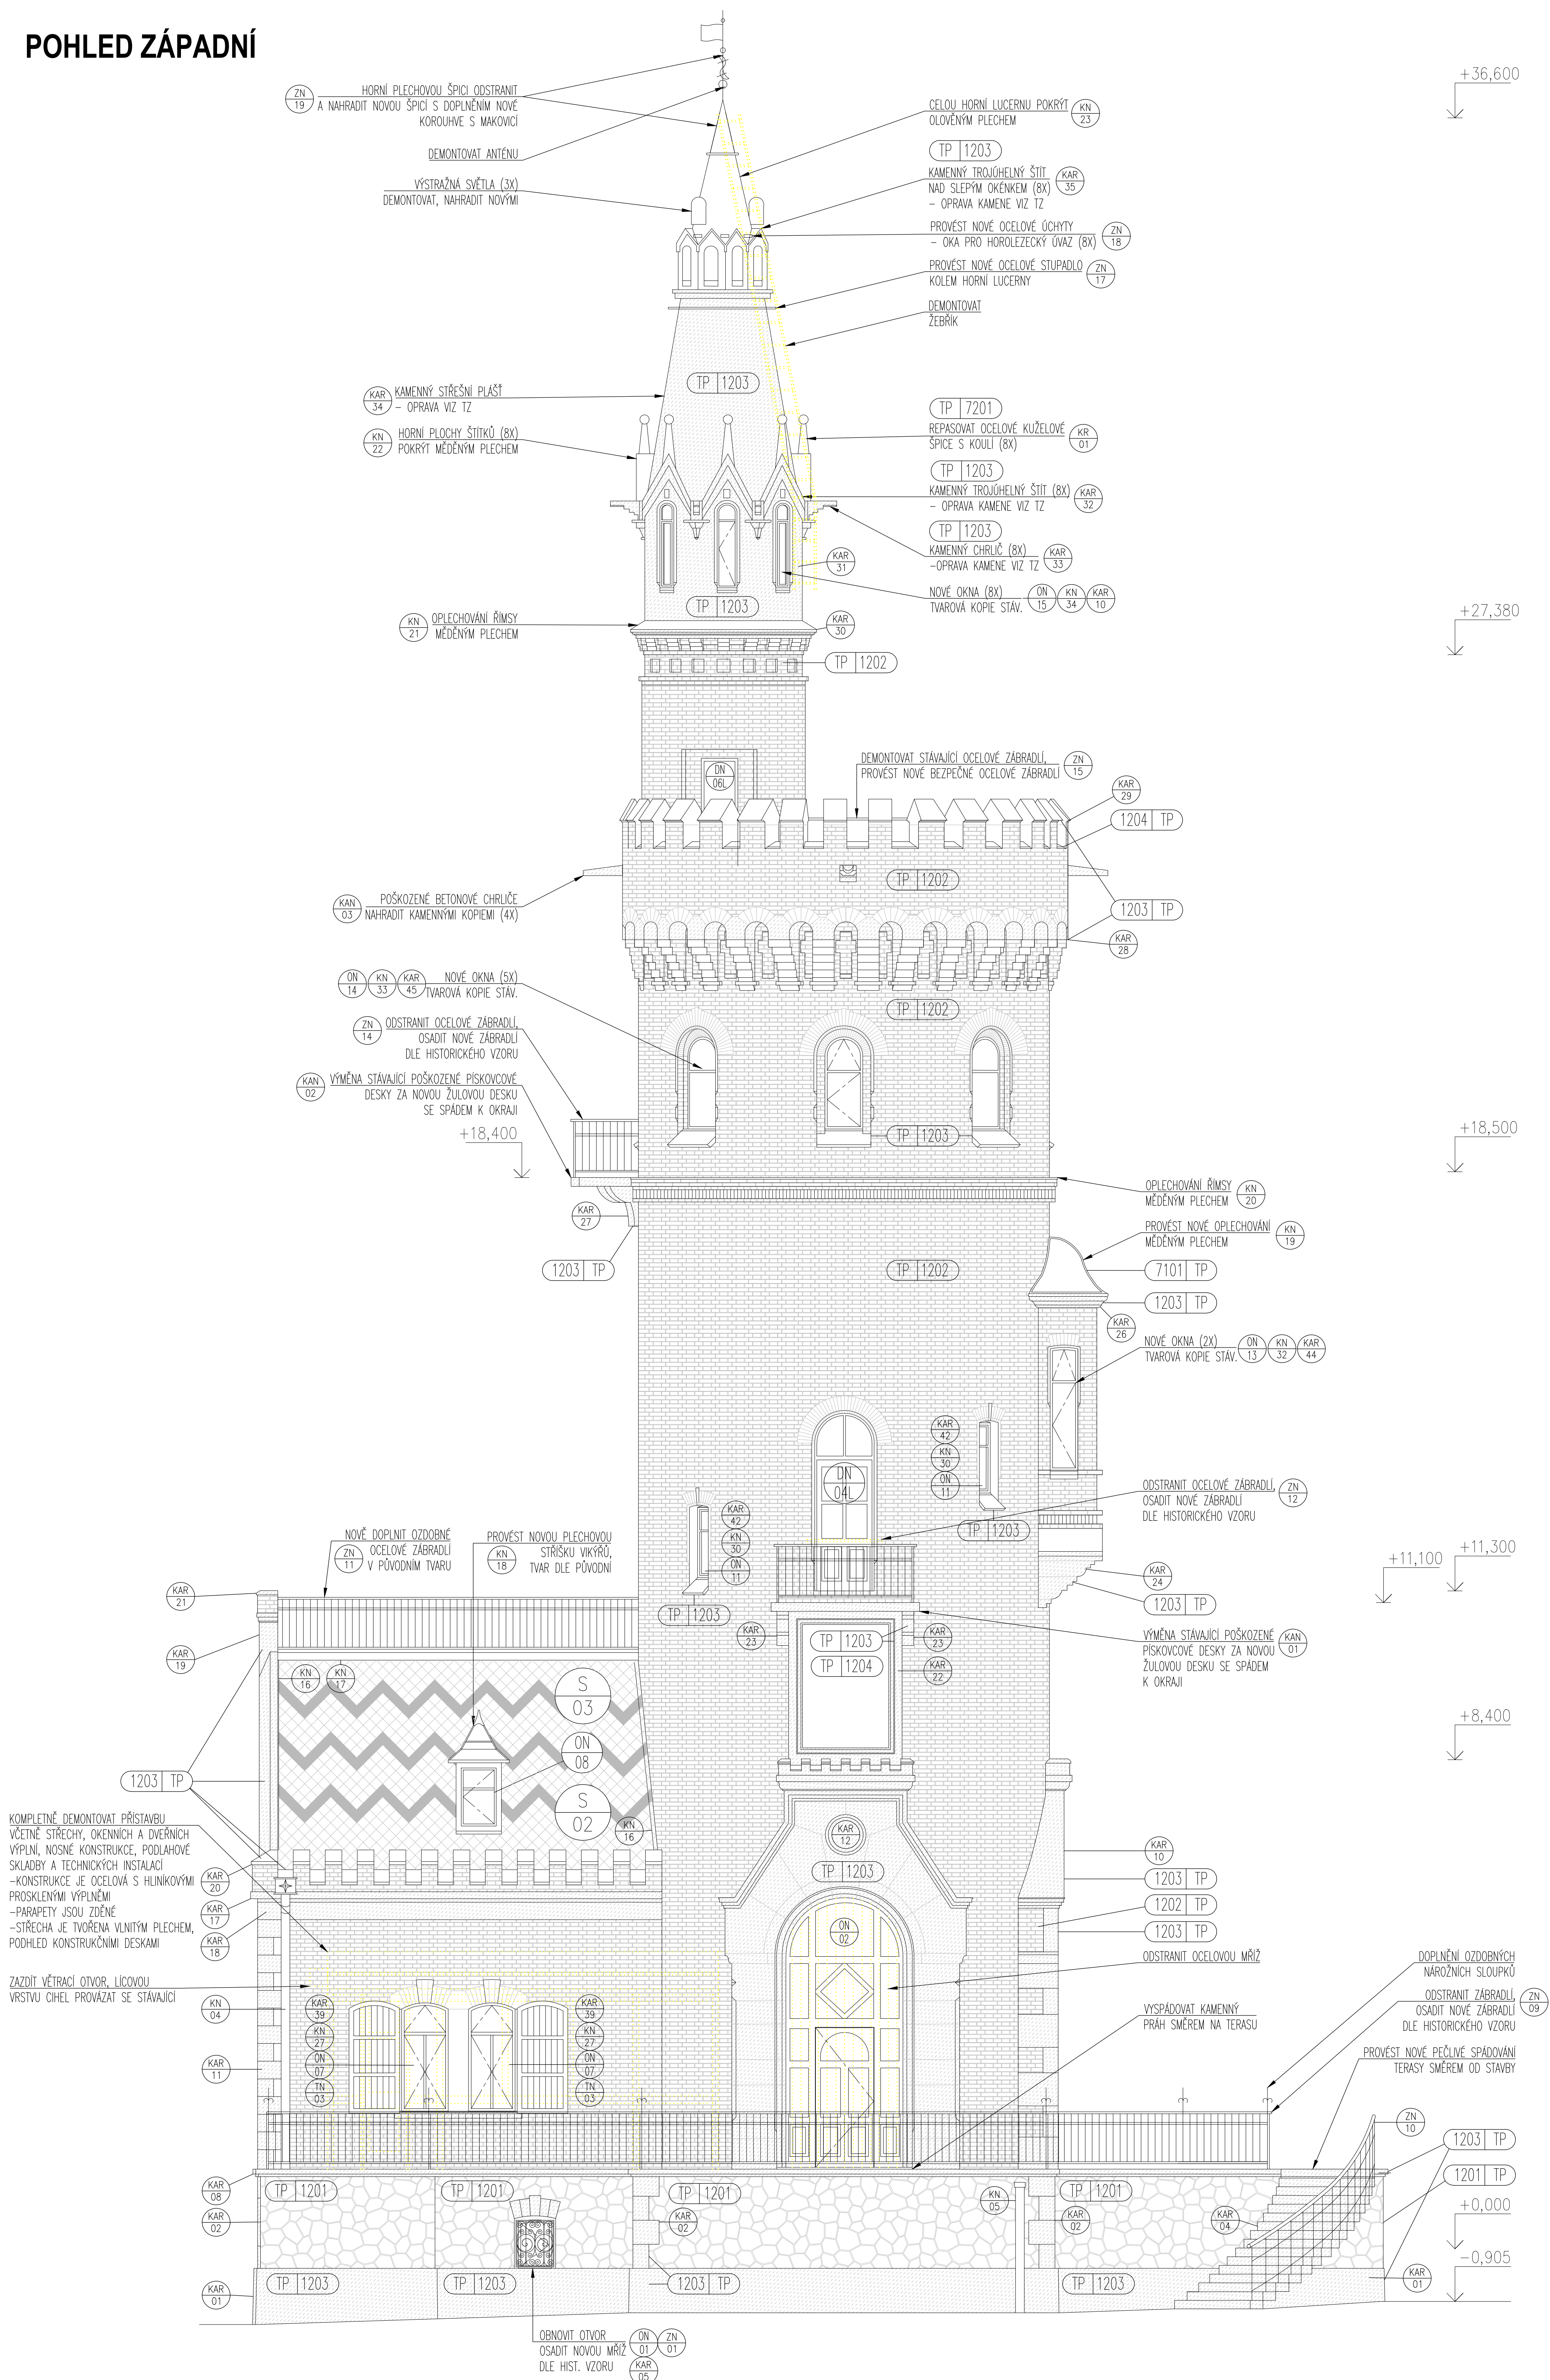 POHLED ZÁPADNÍ
+36,600
ZN
19
HORNÍ PLECHOVOU ŠPICI ODSTRANIT
A NAHRADIT NOVOU ŠPICÍ S DOPLNĚNÍM NOVÉ
KOROUHVE S MAKOVICÍ
DEMONTOVAT ANTÉNU
VÝSTRAŽNÁ SVĚTLA (3X)
DEMONTOVAT, NAHRADIT NOVÝMI
CELOU HORNÍ LUCERNU POKRÝT
OLOVĚNÝM PLECHEM
KN
23
TP 1203
KAMENNÝ TROJÚHELNÝ ŠTÍT
NAD SLEPÝM OKÉNKEM (8X)
– OPRAVA KAMENE VIZ TZ
KAR
35
PROVÉST NOVÉ OCELOVÉ ÚCHYTY
– OKA PRO HOROLEZECKÝ ÚVAZ (8X)
ZN
18
PROVÉST NOVÉ OCELOVÉ STUPADLO
KOLEM HORNÍ LUCERNY
ZN
17
DEMONTOVAT
ŽEBŘÍK
TP 1203
KAR
34
KAMENNÝ STŘEŠNÍ PLÁŠŤ
– OPRAVA VIZ TZ
KN
22
HORNÍ PLOCHY ŠTÍTKŮ (8X)
POKRÝT MĚDĚNÝM PLECHEM
TP 7201
REPASOVAT OCELOVÉ KUŽELOVÉ
ŠPICE S KOULÍ (8X)
KR
01
TP 1203
KAMENNÝ TROJÚHELNÝ ŠTÍT (8X)
– OPRAVA KAMENE VIZ TZ
KAR
32
TP 1203
KAMENNÝ CHRLIČ (8X)
–OPRAVA KAMENE VIZ TZ
KAR
33
KAR
31
NOVÉ OKNA (8X)
TVAROVÁ KOPIE STÁV.
ON
15
KN
34
KAR
10
TP 1203
KN
21
OPLECHOVÁNÍ ŘÍMSY
MĚDĚNÝM PLECHEM
KAR
30
+27,380
TP 1202
DN
06L
DEMONTOVAT STÁVAJÍCÍ OCELOVÉ ZÁBRADLÍ,
PROVÉST NOVÉ BEZPEČNÉ OCELOVÉ ZÁBRADLÍ
ZN
15
KAR
29
1204 TP
TP 1202
KAN
03
POŠKOZENÉ BETONOVÉ CHRLIČE
NAHRADIT KAMENNÝMI KOPIEMI (4X)
1203 TP
KAR
28
ON
14
KN
33
KAR
45
NOVÉ OKNA (5X)
TVAROVÁ KOPIE STÁV.
TP 1202
ZN
14
ODSTRANIT OCELOVÉ ZÁBRADLÍ,
OSADIT NOVÉ ZÁBRADLÍ
DLE HISTORICKÉHO VZORU
KAN
02
VÝMĚNA STÁVAJÍCÍ POŠKOZENÉ PÍSKOVCOVÉ
DESKY ZA NOVOU ŽULOVOU DESKU
SE SPÁDEM K OKRAJI
+18,400
TP 1203
+18,500
OPLECHOVÁNÍ ŘÍMSY
MĚDĚNÝM PLECHEM
KN
20
KAR
27
1203 TP
PROVÉST NOVÉ OPLECHOVÁNÍ
MĚDĚNÝM PLECHEM
KN
19
TP 1202
7101 TP
1203 TP
KAR
26
NOVÉ OKNA (2X)
TVAROVÁ KOPIE STÁV.
ON
13
KN
32
KAR
44
KAR
42
KN
30
ON
11
DN
04L
TP 1203
ODSTRANIT OCELOVÉ ZÁBRADLÍ,
OSADIT NOVÉ ZÁBRADLÍ
DLE HISTORICKÉHO VZORU
ZN
12
KAR
42
KN
30
ON
11
TP 1203
NOVĚ DOPLNIT OZDOBNÉ
OCELOVÉ ZÁBRADLÍ
V PŮVODNÍM TVARU
ZN
11
PROVÉST NOVOU PLECHOVOU
STŘÍŠKU VIKÝŘŮ,
TVAR DLE PŮVODNÍ
KN
18
+11,100
+11,300
KAR
24
1203 TP
KAR
21
KAR
19
KN
16
KN
17
S
03
KAR
23
TP 1203
TP 1204
KAR
23
KAR
22
VÝMĚNA STÁVAJÍCÍ POŠKOZENÉ
PÍSKOVCOVÉ DESKY ZA NOVOU
ŽULOVOU DESKU SE SPÁDEM
K OKRAJI
KAN
01
+8,400
ON
08
1203 TP
S
02
KN
16
KAR
12
TP 1203
KOMPLETNĚ DEMONTOVAT PŘÍSTAVBU
VČETNĚ STŘECHY, OKENNÍCH A DVEŘNÍCH
VÝPLNÍ, NOSNÉ KONSTRUKCE, PODLAHOVÉ
SKLADBY A TECHNICKÝCH INSTALACÍ
–KONSTRUKCE JE OCELOVÁ S HLINÍKOVÝMI
PROSKLENÝMI VÝPLNĚMI
–PARAPETY JSOU ZDĚNÉ
–STŘECHA JE TVOŘENA VLNITÝM PLECHEM,
PODHLED KONSTRUKČNÍMI DESKAMI
KAR
20
KAR
17
KAR
18
KAR
10
1203 TP
1202 TP
1203 TP
ON
02
ODSTRANIT OCELOVOU MŘÍŽ
ZAZDÍT VĚTRACÍ OTVOR, LÍCOVOU
VRSTVU CIHEL PROVÁZAT SE STÁVAJÍCÍ
KN
04
KAR
11
KAR
39
KN
27
ON
07
TN
03
KAR
39
KN
27
ON
07
TN
03
VYSPÁDOVAT KAMENNÝ
PRÁH SMĚREM NA TERASU
DOPLNĚNÍ OZDOBNÝCH
NÁROŽNÍCH SLOUPKŮ
ODSTRANIT ZÁBRADLÍ,
OSADIT NOVÉ ZÁBRADLÍ
DLE HISTORICKÉHO VZORU
ZN
09
PROVÉST NOVÉ PEČLIVÉ SPÁDOVÁNÍ
TERASY SMĚREM OD STAVBY
ZN
10
1203 TP
1201 TP
KAR
08
KAR
02
TP 1201
TP 1201
TP 1201
KAR
02
KN
05
TP 1201
KAR
02
KAR
04
+0,000
–0,905
KAR
01
TP 1203
TP 1203
1203 TP
TP 1203
KAR
01
OBNOVIT OTVOR
OSADIT NOVOU MŘÍŽ
DLE HIST. VZORU
ON
01
ZN
01
KAR
05